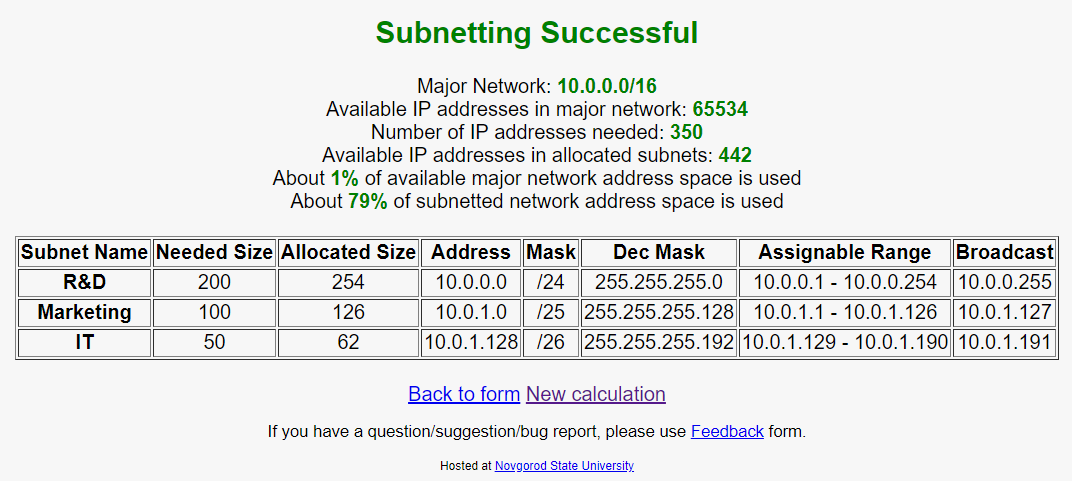 Subnetting Successful
Major Network: 10.0.0.0/16
Available IP addresses in major network: 65534
Number of IP addresses needed: 350
Available IP addresses in allocated subnets: 442
About 1% of available major network address space is used
About 79% of subnetted network address space is used
Subnet Name Needed Size Allocated Size Address Mask Dec Mask Assignable Range Broadcast
R&D 200 254 10.0.0.0 /24 255.255.255.0 10.0.0.1 - 10.0.0.254 10.0.0.255
Marketing 100 126 10.0.1.0 /25 255.255.255.128 10.0.1.1 - 10.0.1.126 10.0.1.127
IT 50 62 10.0.1.128 /26 255.255.255.192 10.0.1.129 - 10.0.1.190 10.0.1.191
Back to form New calculation
If you have a question/suggestion/bug report, please use Feedback form.
Hosted at Novgorod State University